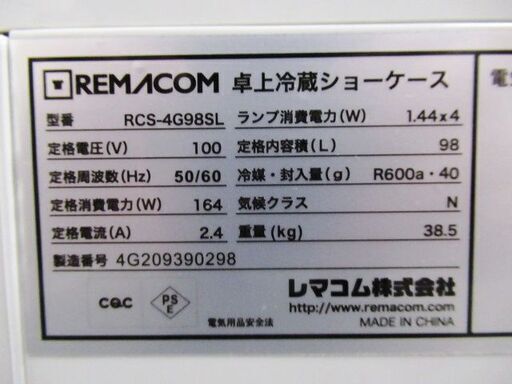 REMACOM 卓上冷蔵ショーケース
型番 RCS-4G98SL ランプ消費電力(W) 1.44x4
定格電圧(V) 100 定格内容積(L) 98
定格周波数(Hz) 50/60 冷媒・封入量(g) R600a・40
定格消費電力(W) 164 気候クラス N
定格電流(A) 2.4 重量(kg) 38.5
製造番号 4G209390298
レマコム株式会社
http://www.remacom.com
MADE IN CHINA
CQC
PS
E
電気用品安全法